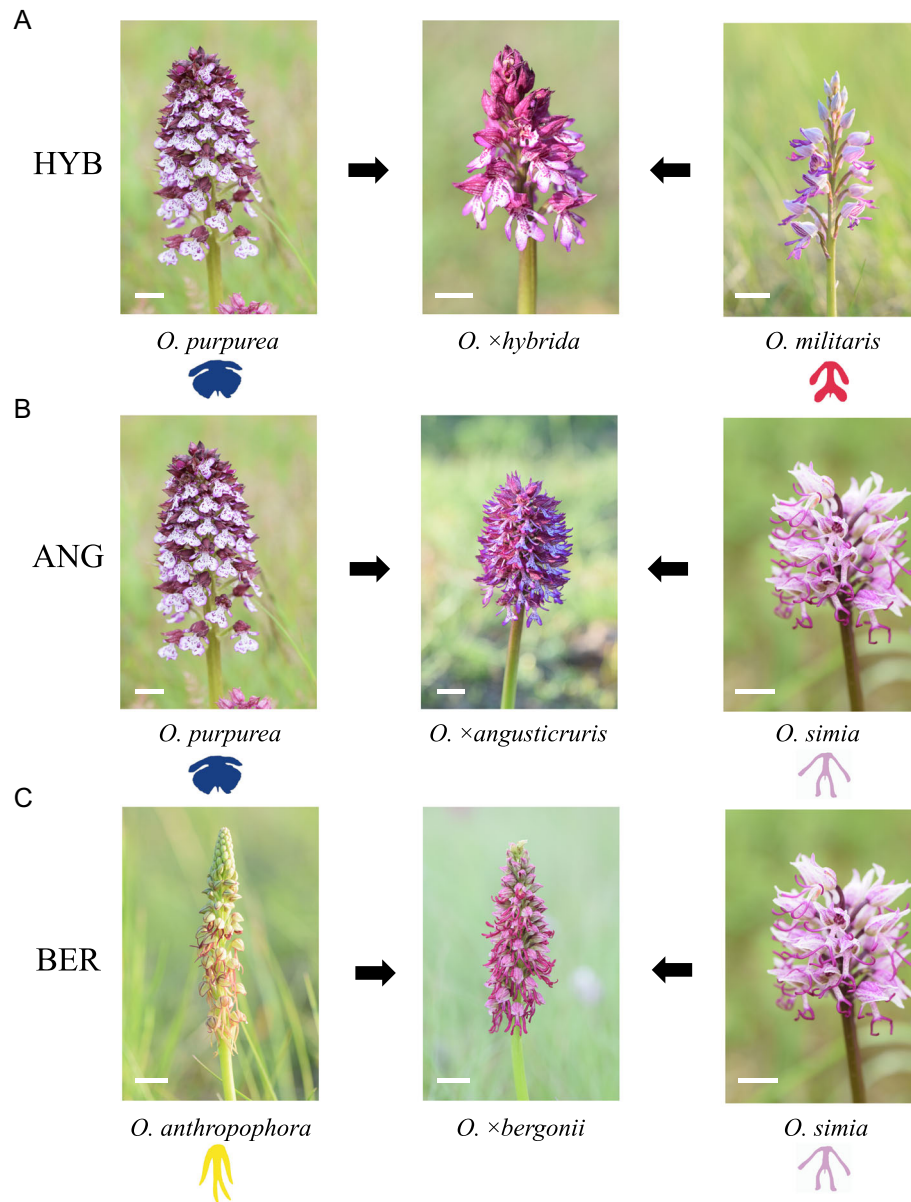 A
HYB
O. purpurea
O. ×hybrida
O. militaris
B
ANG
O. purpurea
O. ×angusticruris
O. simia
C
BER
O. anthropophora
O. ×bergonii
O. simia